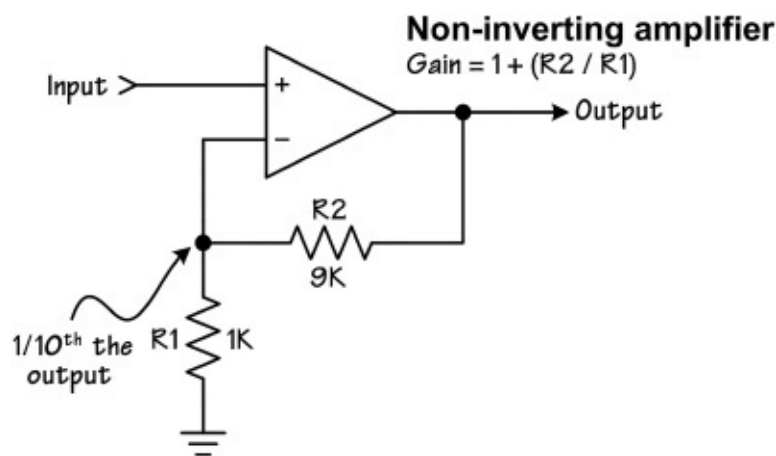 Non-inverting amplifier
Gain = 1 + (R2 / R1)
Input
+
−
Output
R2
9K
1/10th the
output
R1
1K